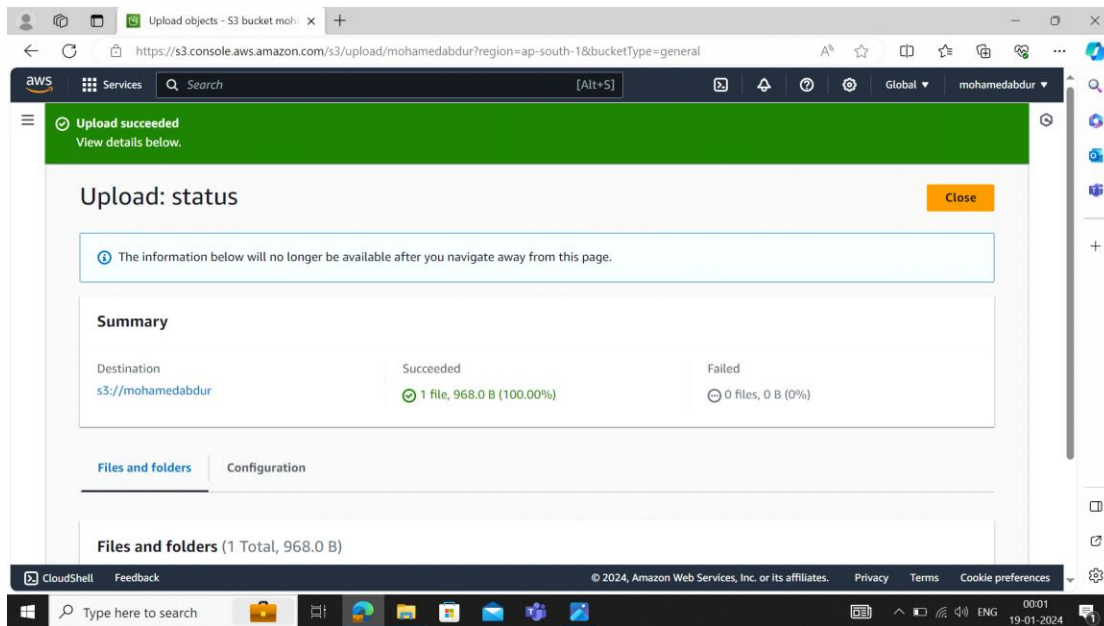 Upload objects - S3 bucket moh
https://s3.console.aws.amazon.com/s3/upload/mohamedabdur?region=ap-south-1&bucketType=general
aws
Services
Search
[Alt+S]
Global
mohamedabdur
Upload succeeded
View details below.
Upload: status
Close
The information below will no longer be available after you navigate away from this page.
Summary
Destination
s3://mohamedabdur
Succeeded
1 file, 968.0 B (100.00%)
Failed
0 files, 0 B (0%)
Files and folders
Configuration
Files and folders (1 Total, 968.0 B)
CloudShell
Feedback
© 2024, Amazon Web Services, Inc. or its affiliates.
Privacy
Terms
Cookie preferences
Type here to search
ENG
00:01
19-01-2024